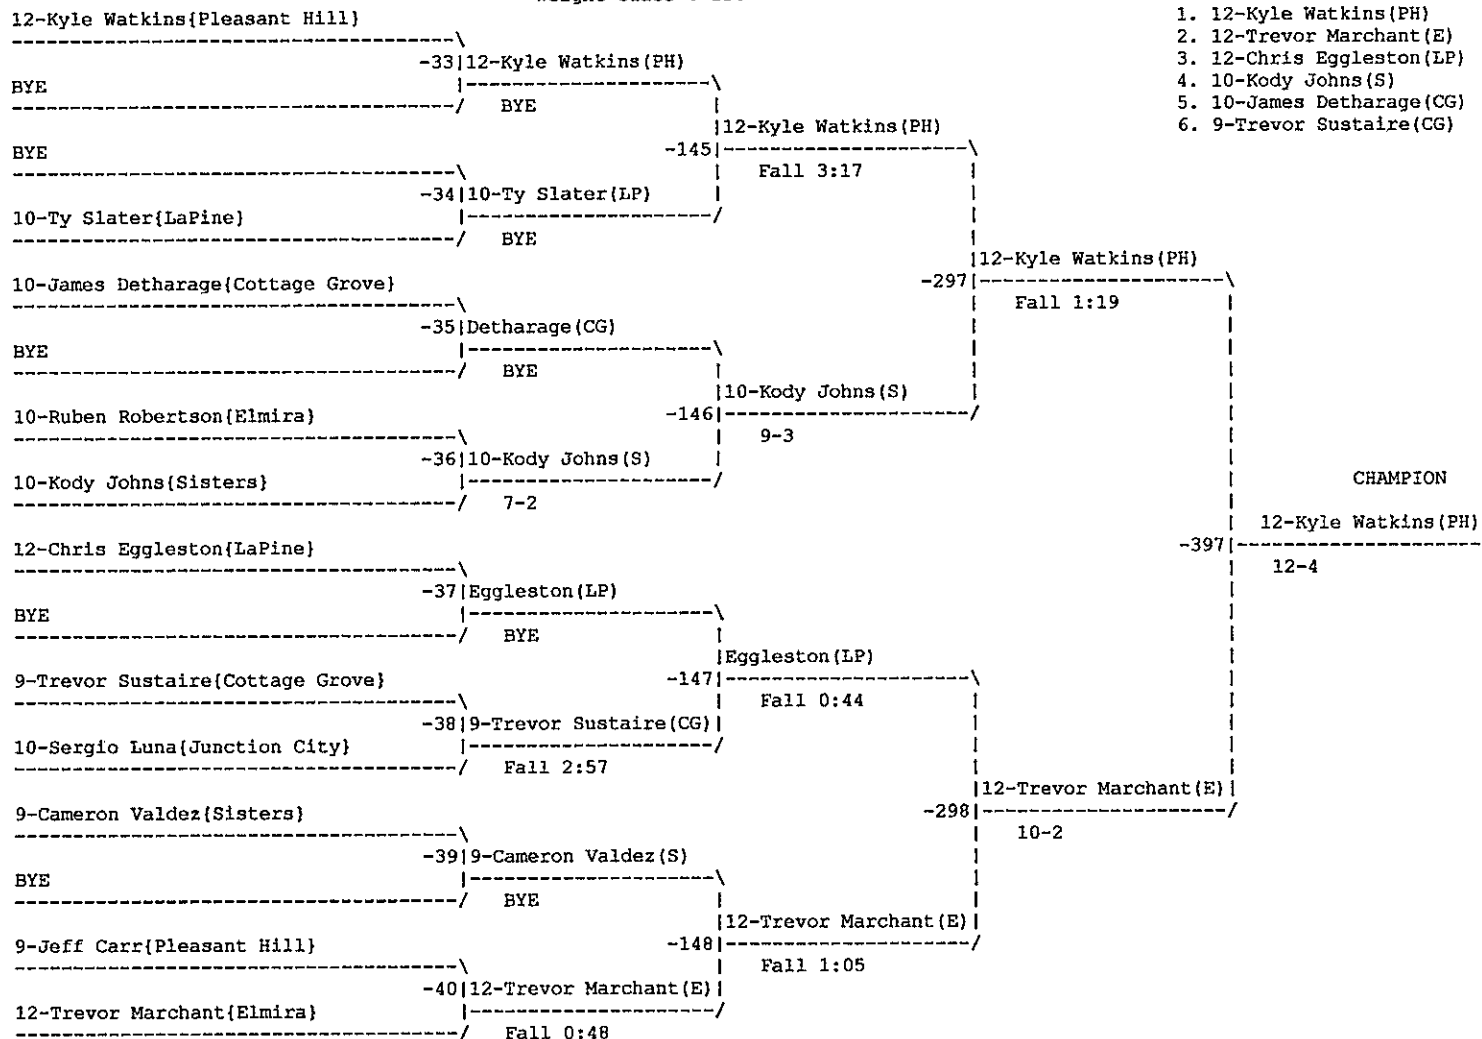 12-Kyle Watkins{Pleasant Hill}
1. 12-Kyle Watkins(PH)
2. 12-Trevor Marchant(E)
3. 12-Chris Eggleston(LP)
4. 10-Kody Johns(S)
5. 10-James Detharage(CG)
6. 9-Trevor Sustaire(CG)
-33 12-Kyle Watkins(PH)
BYE
BYE
12-Kyle Watkins(PH)
BYE
-145
Fall 3:17
-34 10-Ty Slater(LP)
10-Ty Slater{LaPine}
BYE
12-Kyle Watkins(PH)
10-James Detharage{Cottage Grove}
-297
Fall 1:19
-35 Detharage(CG)
BYE
BYE
10-Kody Johns(S)
10-Ruben Robertson{Elmira}
-146
9-3
-36 10-Kody Johns(S)
10-Kody Johns{Sisters}
7-2
CHAMPION
12-Kyle Watkins(PH)
12-Chris Eggleston{LaPine}
-397
12-4
-37 Eggleston(LP)
BYE
BYE
Eggleston(LP)
9-Trevor Sustaire{Cottage Grove}
-147
Fall 0:44
-38 9-Trevor Sustaire(CG)
10-Sergio Luna{Junction City}
Fall 2:57
12-Trevor Marchant(E)
9-Cameron Valdez{Sisters}
-298
10-2
-39 9-Cameron Valdez(S)
BYE
BYE
12-Trevor Marchant(E)
9-Jeff Carr{Pleasant Hill}
-148
Fall 1:05
-40 12-Trevor Marchant(E)
12-Trevor Marchant{Elmira}
Fall 0:48